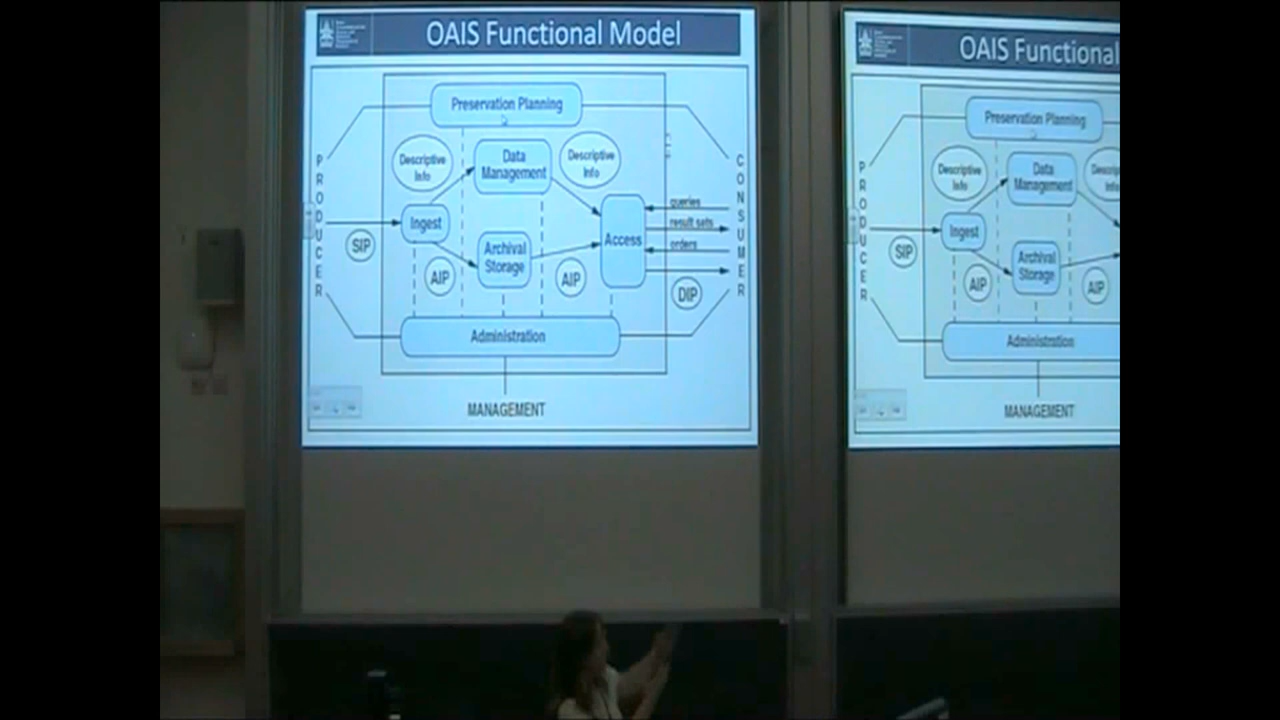 OAIS Functional Model
Preservation Planning
PRODUCER
Descriptive
Info
Data
Management
Descriptive
Info
CONSUMER
Ingest
SIP
Archival
Storage
AIP
AIP
Access
queries
result sets
orders
DIP
Administration
MANAGEMENT
OAIS Functional
Preservation Planning
PRODUCER
Descriptive
Info
Data
Management
Ingest
SIP
Archival
Storage
AIP
AIP
Administration
MANAGEMENT